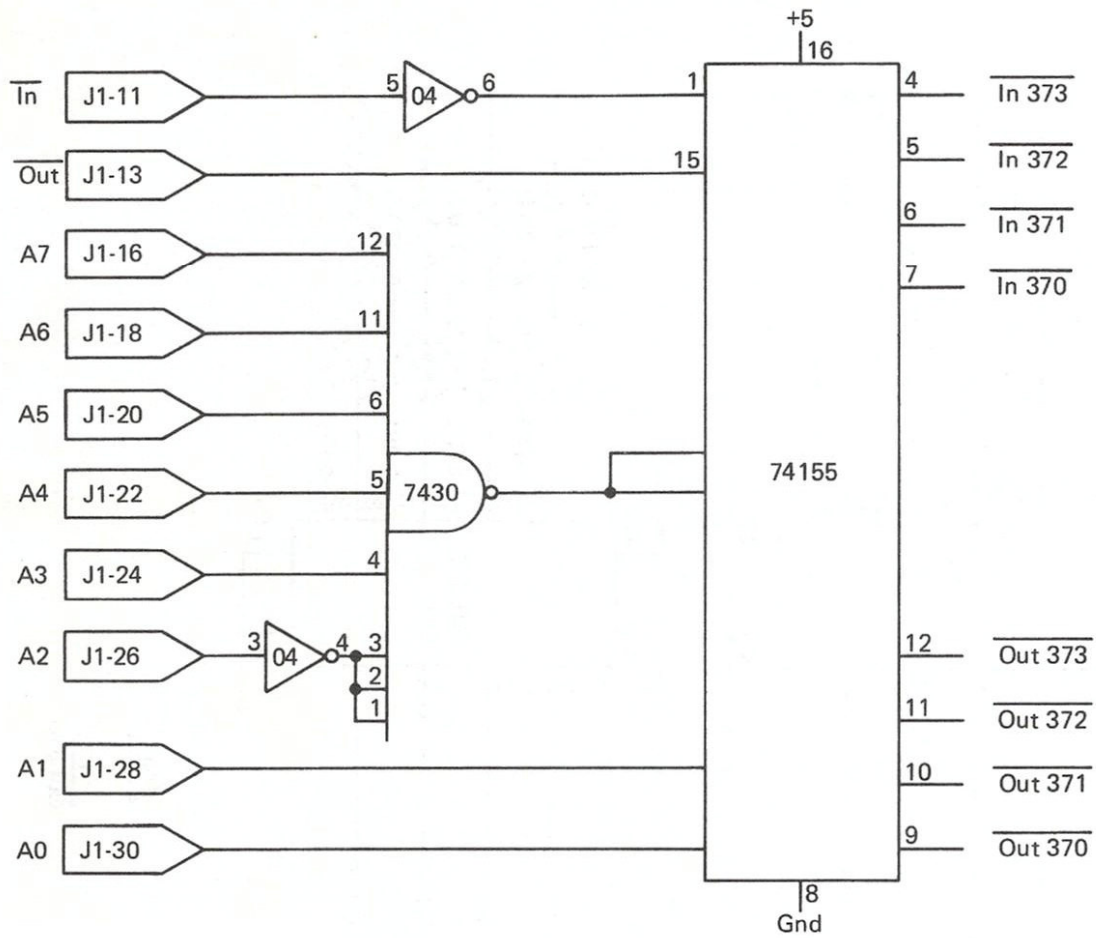 +5
16
In J1-11 5 04 6 1 4 In 373
Out J1-13 15 5 In 372
6 In 371
A7 J1-16 12 7 In 370
A6 J1-18 11
A5 J1-20 6
A4 J1-22 5 7430 74155
A3 J1-24 4
A2 J1-26 3 04 4 3 12 Out 373
2
1 11 Out 372
A1 J1-28 10 Out 371
A0 J1-30 9 Out 370
8
Gnd